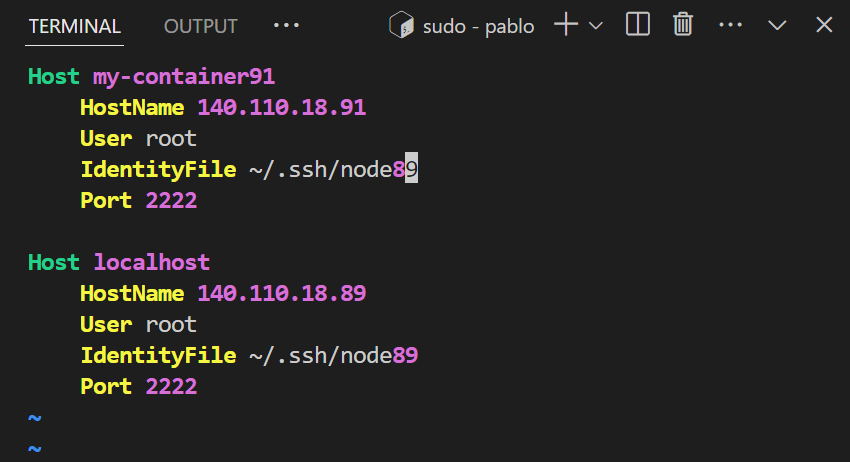 TERMINAL OUTPUT ··· sudo - pablo ···
Host my-container91
    HostName 140.110.18.91
    User root
    IdentityFile ~/.ssh/node89
    Port 2222

Host localhost
    HostName 140.110.18.89
    User root
    IdentityFile ~/.ssh/node89
    Port 2222
~
~